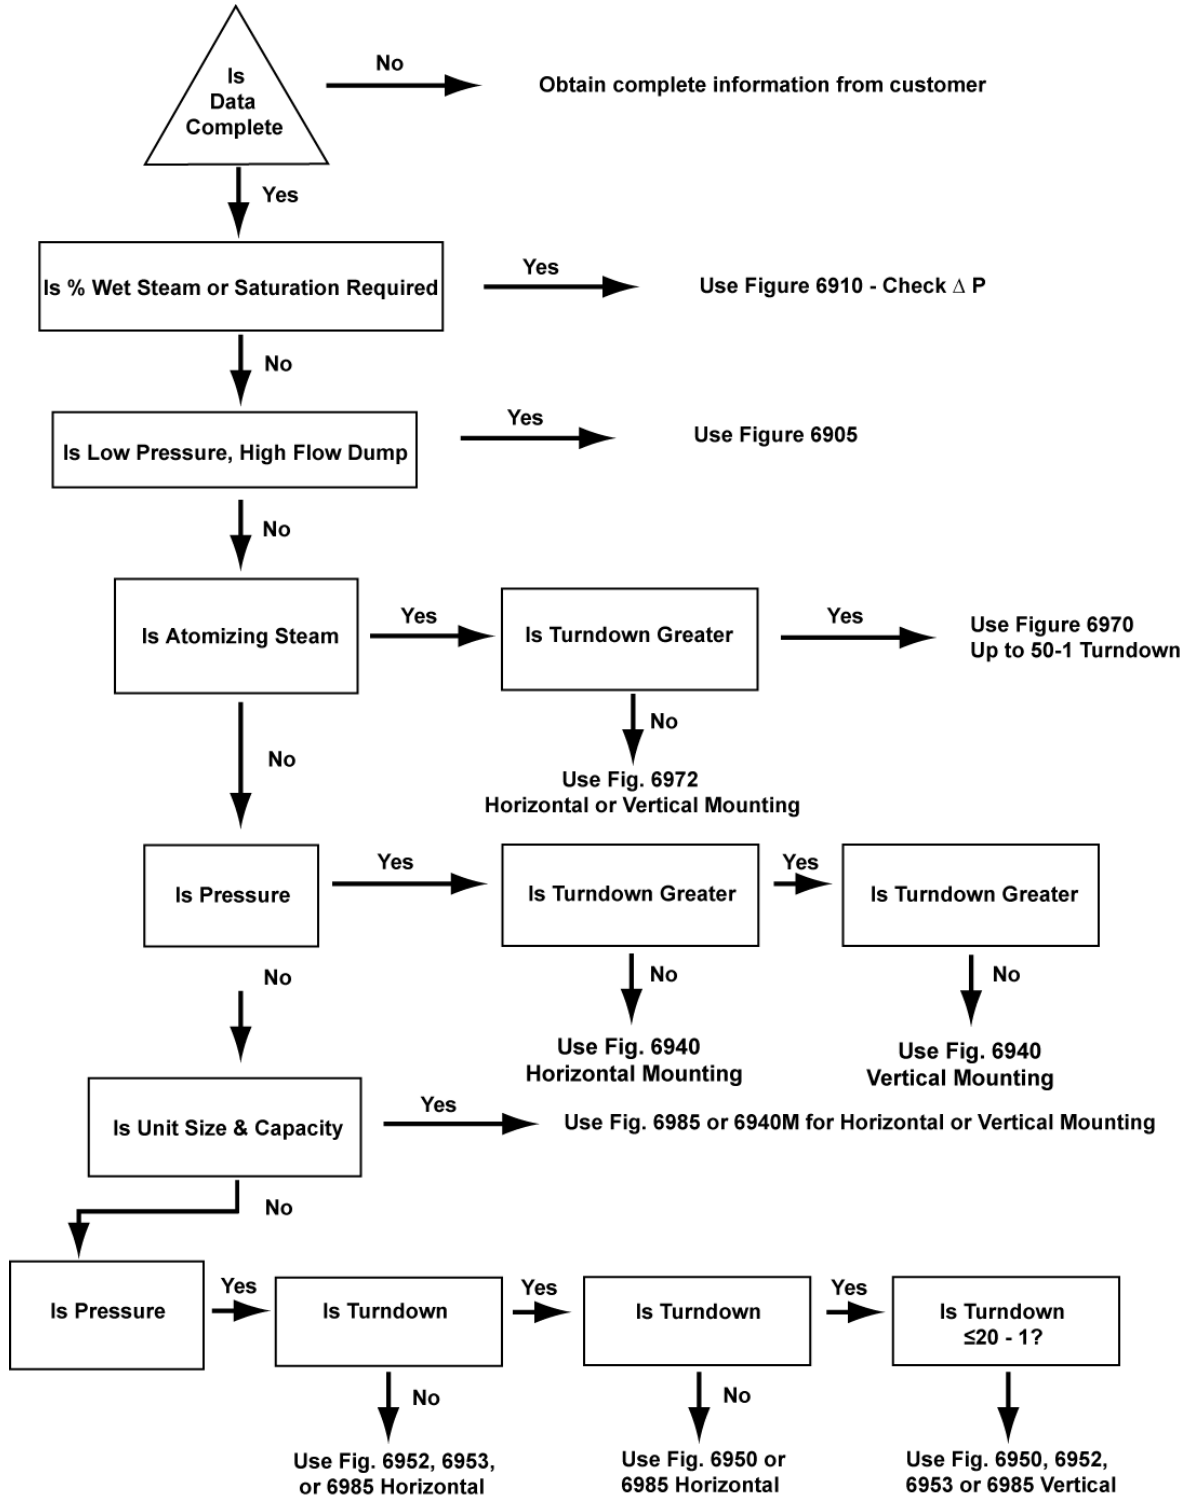 Is
Data
Complete
No
Obtain complete information from customer
Yes
Is % Wet Steam or Saturation Required
Yes
Use Figure 6910 - Check Δ P
No
Is Low Pressure, High Flow Dump
Yes
Use Figure 6905
No
Is Atomizing Steam
Yes
Is Turndown Greater
Yes
Use Figure 6970
Up to 50-1 Turndown
No
Use Fig. 6972
Horizontal or Vertical Mounting
No
Is Pressure
Yes
Is Turndown Greater
Yes
Is Turndown Greater
No
Use Fig. 6940
Horizontal Mounting
No
Use Fig. 6940
Vertical Mounting
No
Is Unit Size & Capacity
Yes
Use Fig. 6985 or 6940M for Horizontal or Vertical Mounting
No
Is Pressure
Yes
Is Turndown
Yes
Is Turndown
Yes
Is Turndown
≤20 - 1?
No
Use Fig. 6952, 6953,
or 6985 Horizontal
No
Use Fig. 6950 or
6985 Horizontal
Use Fig. 6950, 6952,
6953 or 6985 Vertical